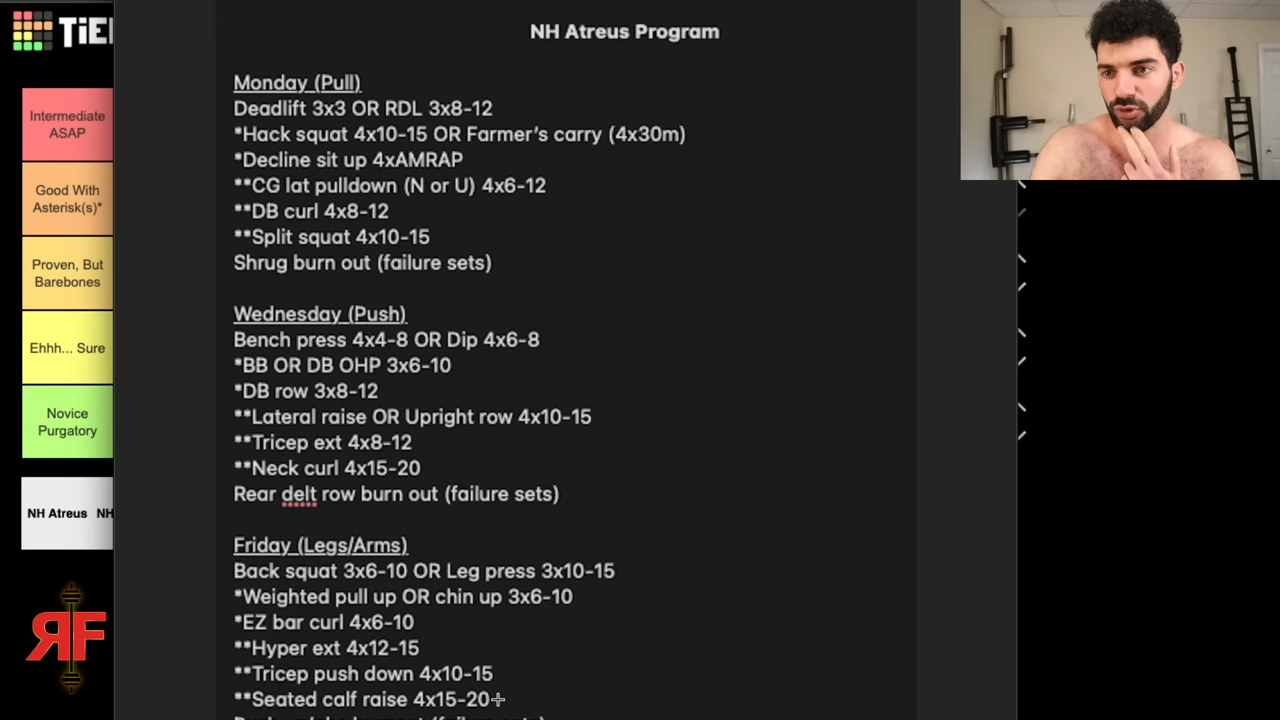 TiE
NH Atreus Program
Monday (Pull)
Deadlift 3x3 OR RDL 3x8-12
*Hack squat 4x10-15 OR Farmer's carry (4x30m)
*Decline sit up 4xAMRAP
**CG lat pulldown (N or U) 4x6-12
**DB curl 4x8-12
**Split squat 4x10-15
Shrug burn out (failure sets)
Wednesday (Push)
Bench press 4x4-8 OR Dip 4x6-8
*BB OR DB OHP 3x6-10
*DB row 3x8-12
**Lateral raise OR Upright row 4x10-15
**Tricep ext 4x8-12
**Neck curl 4x15-20
Rear delt row burn out (failure sets)
Friday (Legs/Arms)
Back squat 3x6-10 OR Leg press 3x10-15
*Weighted pull up OR chin up 3x6-10
*EZ bar curl 4x6-10
**Hyper ext 4x12-15
**Tricep push down 4x10-15
**Seated calf raise 4x15-20
Intermediate
ASAP
Good With
Asterisk(s)*
Proven, But
Barebones
Ehhh... Sure
Novice
Purgatory
NH Atreus NH